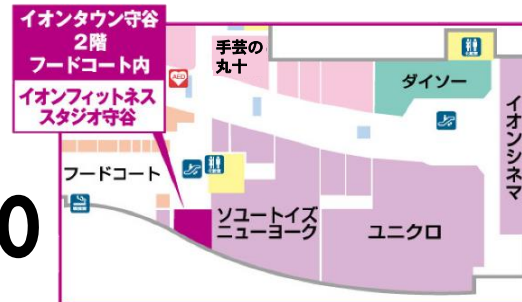 イオンタウン守谷
2階
フードコート内
イオンフィットネス
スタジオ守谷
手芸の
丸十
AED
ダイソー
イオンシネマ
フードコート
ソユートイズ
ニューヨーク
ユニクロ
0